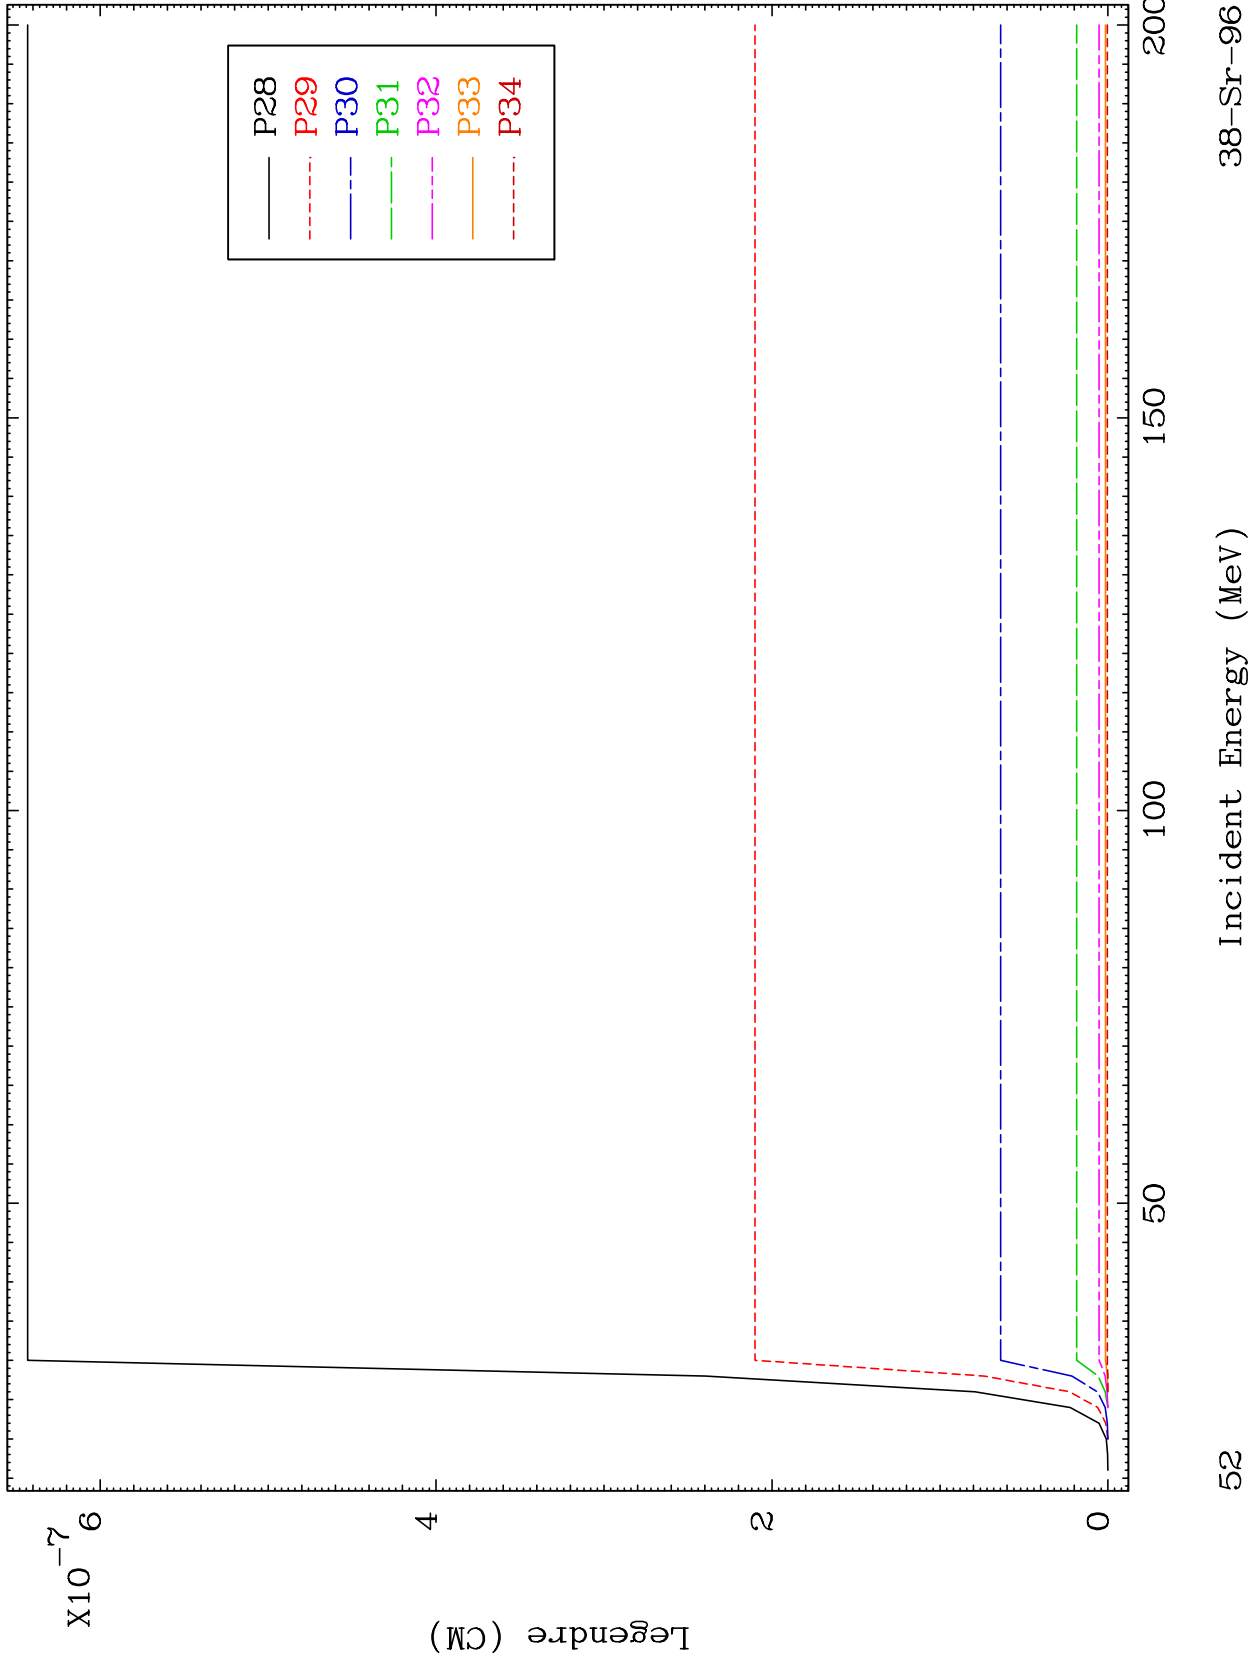 X10
-7
6
4
2
0
Legendre (CM)
P28
P29
P30
P31
P32
P33
P34
50
100
150
200
Incident Energy (MeV)
52
38-Sr-96